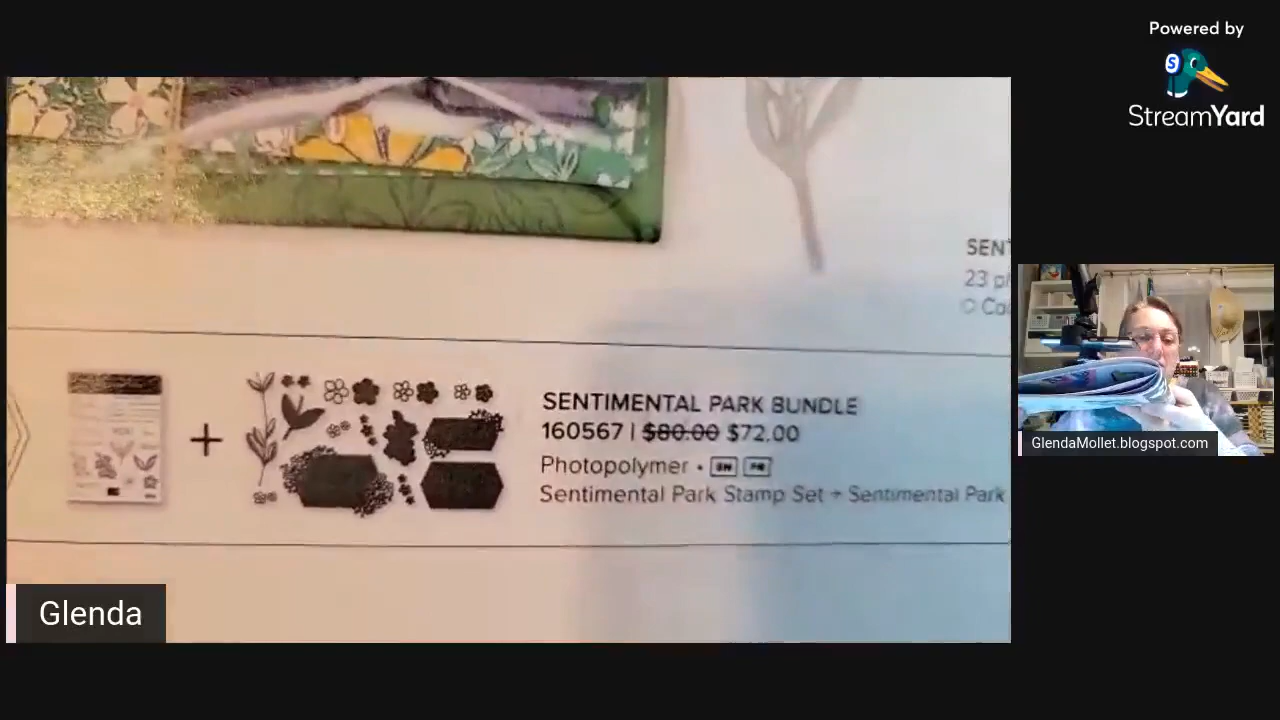 Powered by
StreamYard
SENT
23
SENTIMENTAL PARK BUNDLE
160567 | $80.00 $72.00
Photopolymer •
Sentimental Park Stamp Set + Sentimental Park
GlendaMollet.blogspot.com
Glenda